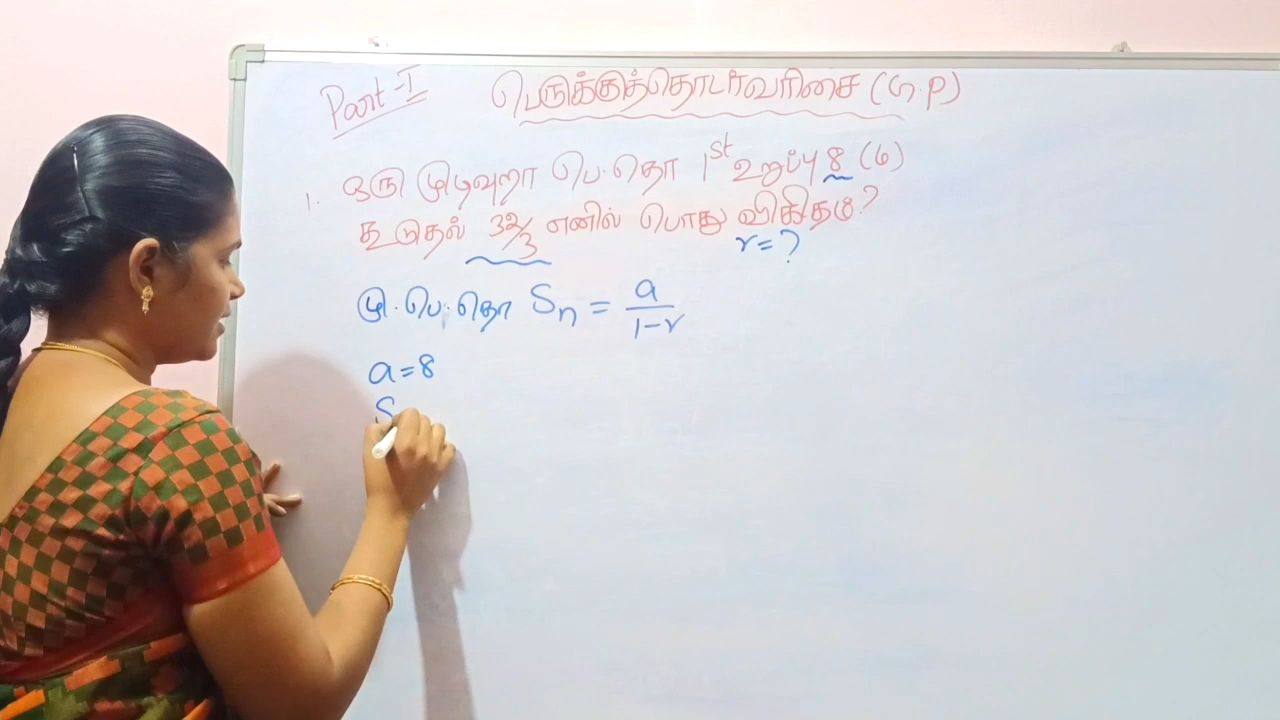 Part-I
பெருக்குத்தொடர்வரிசை (G.P)
1. ஒரு முடிவுறா பெ.தொ 1st உறுப்பு 8 (ம)
கூடுதல் 32/3 எனில் பொது விகிதம்?
r=?
மு.பெ.தொ Sn = a/1-r
a=8
S